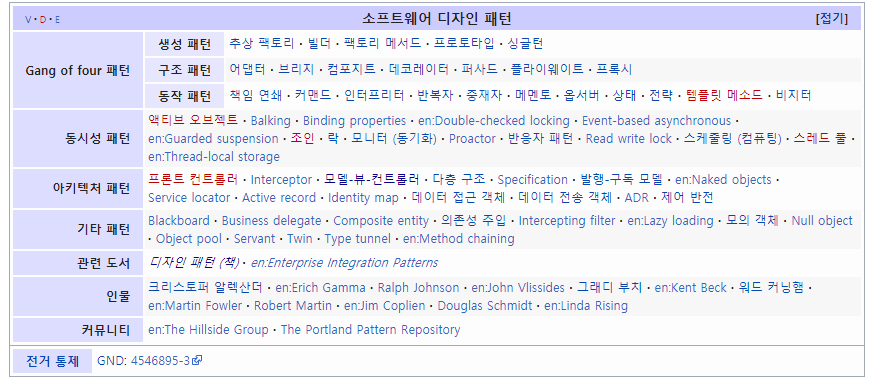 V · D · E 소프트웨어 디자인 패턴 [접기]
Gang of four 패턴
생성 패턴 추상 팩토리 · 빌더 · 팩토리 메서드 · 프로토타입 · 싱글턴
구조 패턴 어댑터 · 브리지 · 컴포지트 · 데코레이터 · 퍼사드 · 플라이웨이트 · 프록시
동작 패턴 책임 연쇄 · 커맨드 · 인터프리터 · 반복자 · 중재자 · 메멘토 · 옵서버 · 상태 · 전략 · 템플릿 메소드 · 비지터
동시성 패턴
액티브 오브젝트 · Balking · Binding properties · en:Double-checked locking · Event-based asynchronous ·
en:Guarded suspension · 조인 · 락 · 모니터 (동기화) · Proactor · 반응자 패턴 · Read write lock · 스케줄링 (컴퓨팅) · 스레드 풀 ·
en:Thread-local storage
아키텍처 패턴
프론트 컨트롤러 · Interceptor · 모델-뷰-컨트롤러 · 다층 구조 · Specification · 발행-구독 모델 · en:Naked objects ·
Service locator · Active record · Identity map · 데이터 접근 객체 · 데이터 전송 객체 · ADR · 제어 반전
기타 패턴
Blackboard · Business delegate · Composite entity · 의존성 주입 · Intercepting filter · en:Lazy loading · 모의 객체 · Null object
· Object pool · Servant · Twin · Type tunnel · en:Method chaining
관련 도서 디자인 패턴 (책) · en:Enterprise Integration Patterns
인물
크리스토퍼 알렉산더 · en:Erich Gamma · Ralph Johnson · en:John Vlissides · 그래디 부치 · en:Kent Beck · 워드 커닝햄 ·
en:Martin Fowler · Robert Martin · en:Jim Coplien · Douglas Schmidt · en:Linda Rising
커뮤니티 en:The Hillside Group · The Portland Pattern Repository
전거 통제 GND: 4546895-3